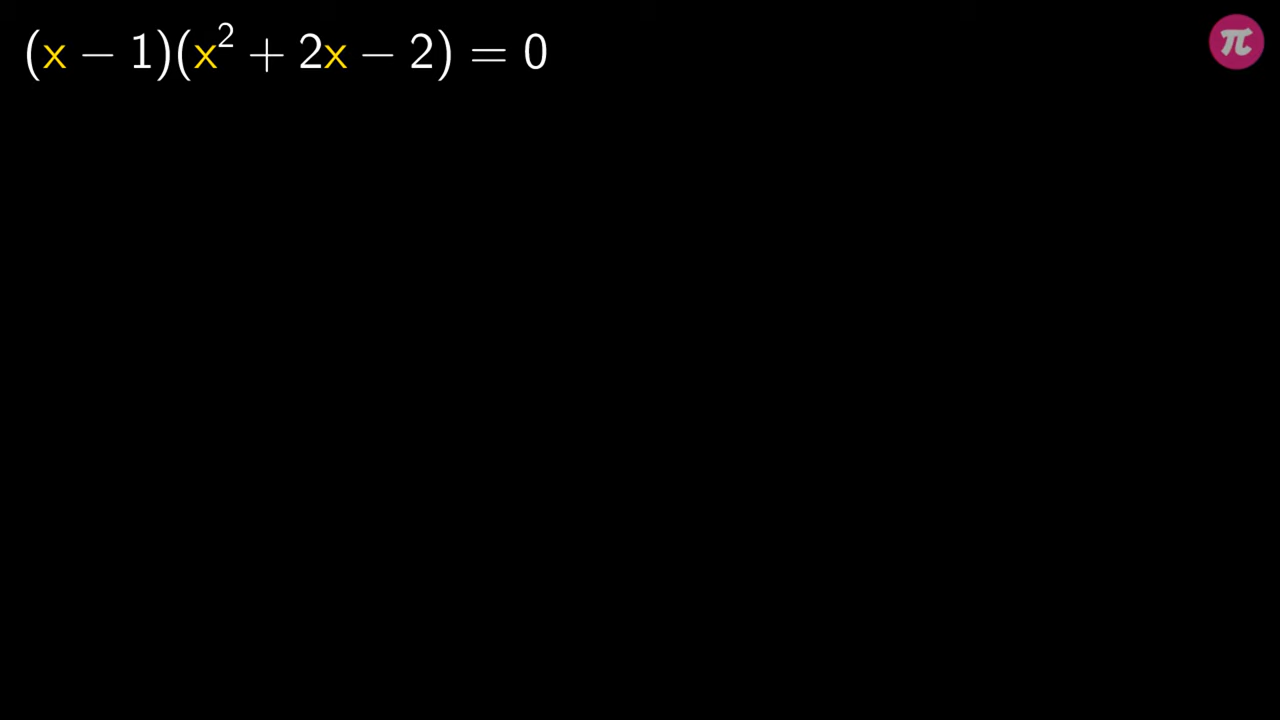 (x − 1)(x² + 2x − 2) = 0
π